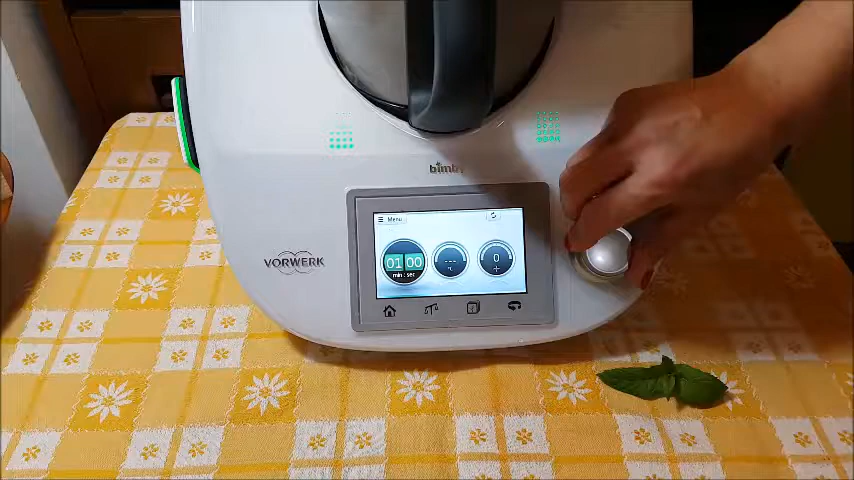 bimby
VORWERK
Menu
01 00
min : sec
---
°C
0